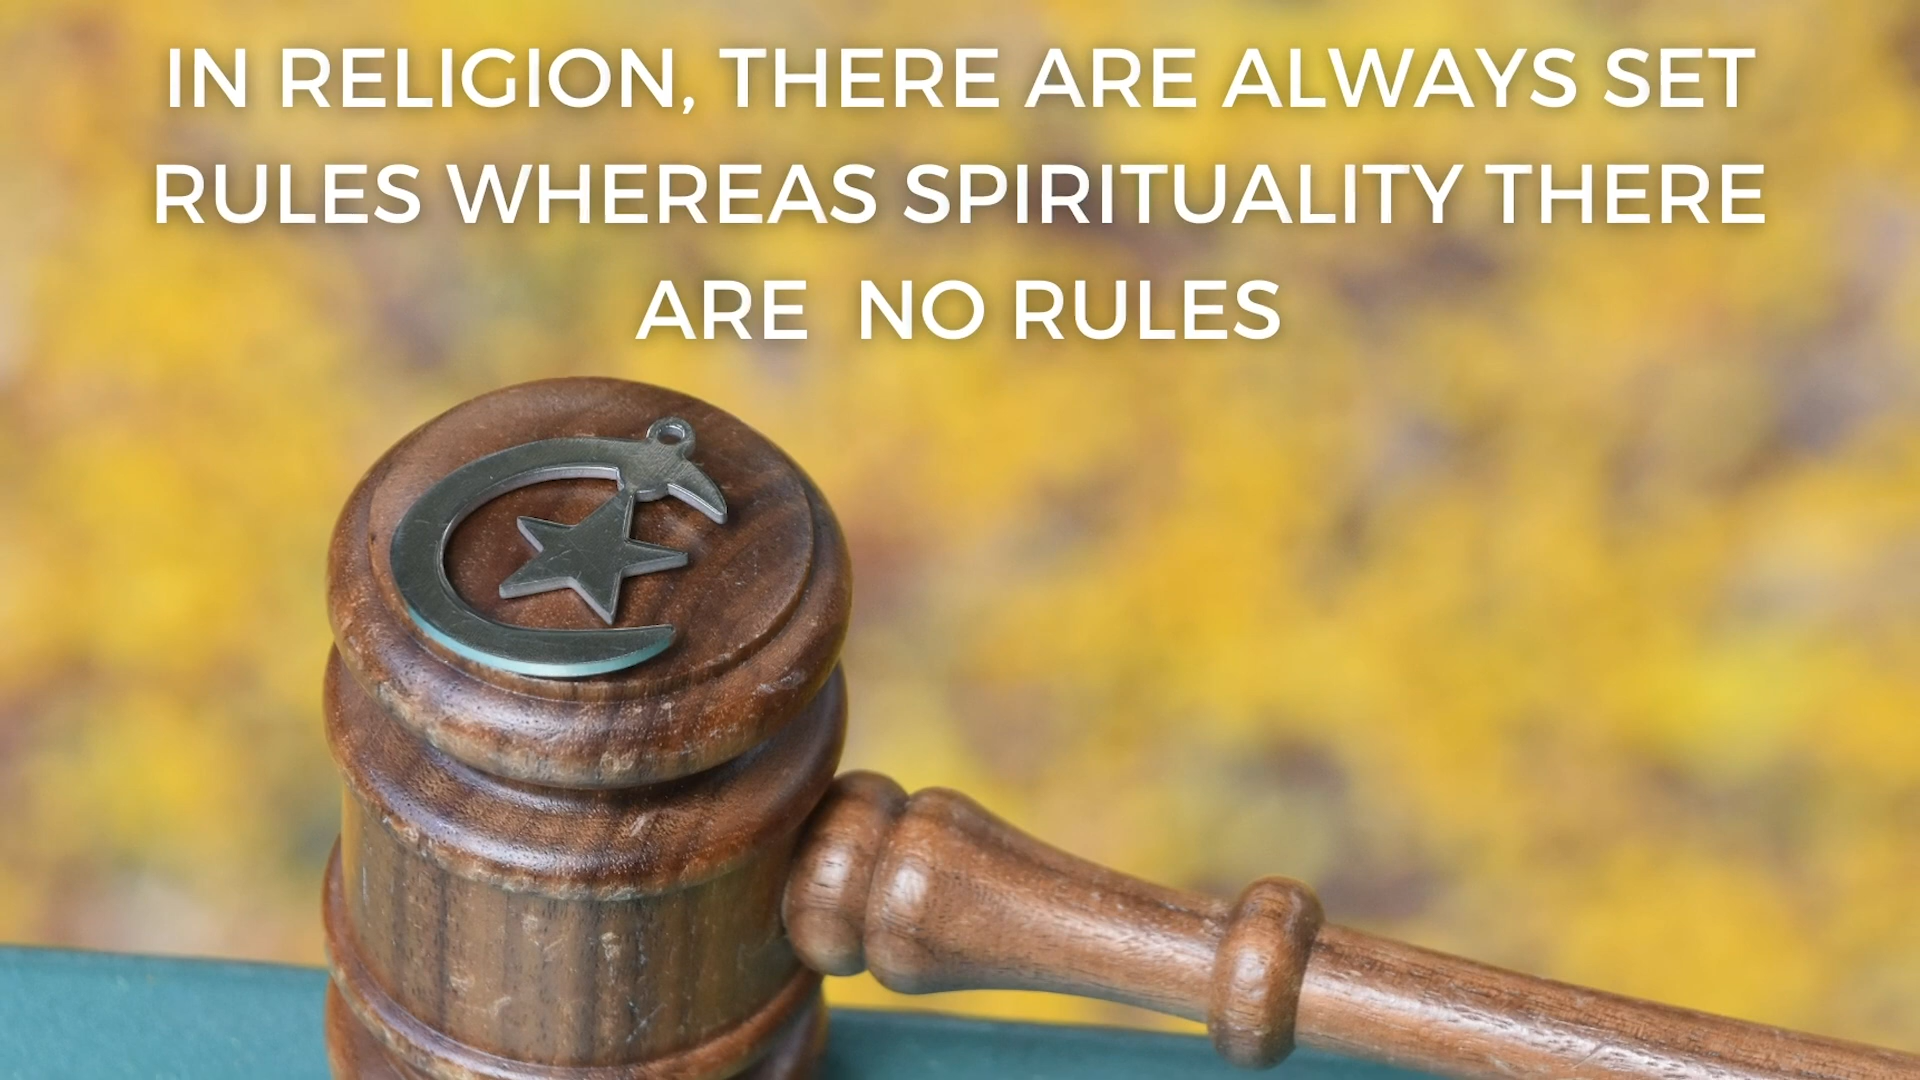 IN RELIGION, THERE ARE ALWAYS SET
RULES WHEREAS SPIRITUALITY THERE
ARE  NO RULES